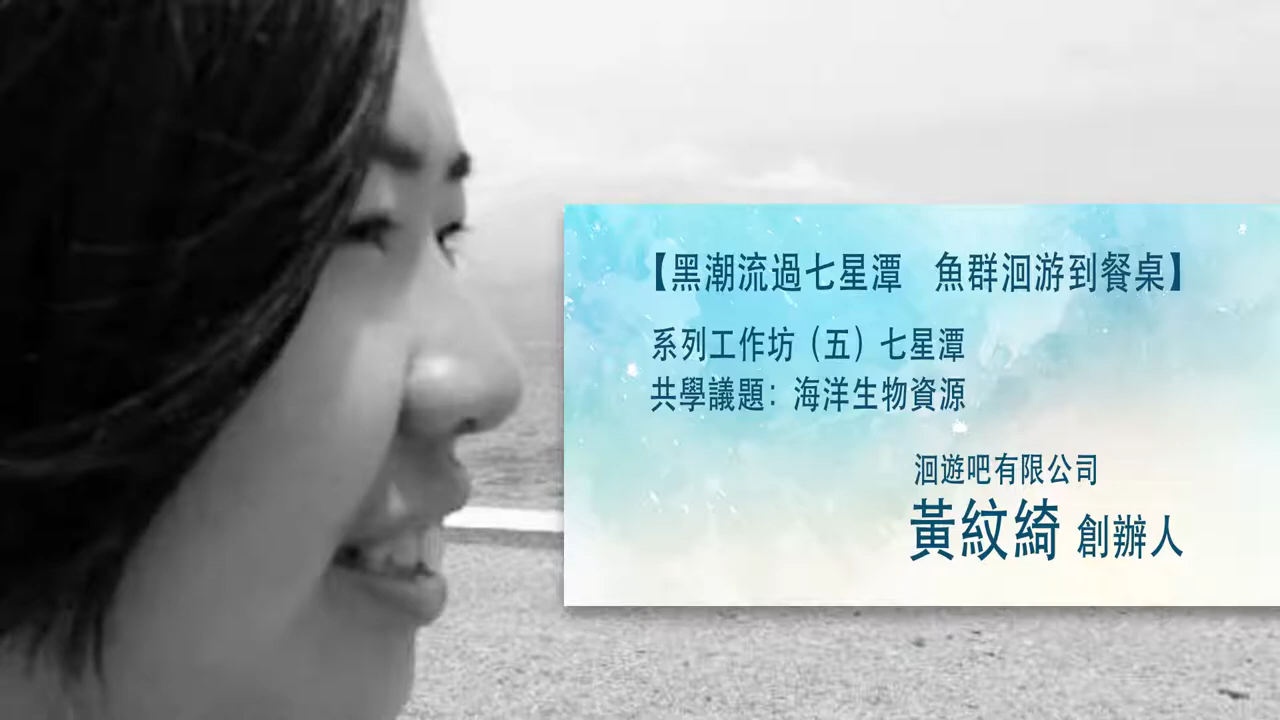 【黑潮流過七星潭　魚群洄游到餐桌】
系列工作坊（五）七星潭
共學議題：海洋生物資源
洄遊吧有限公司
黃紋綺 創辦人